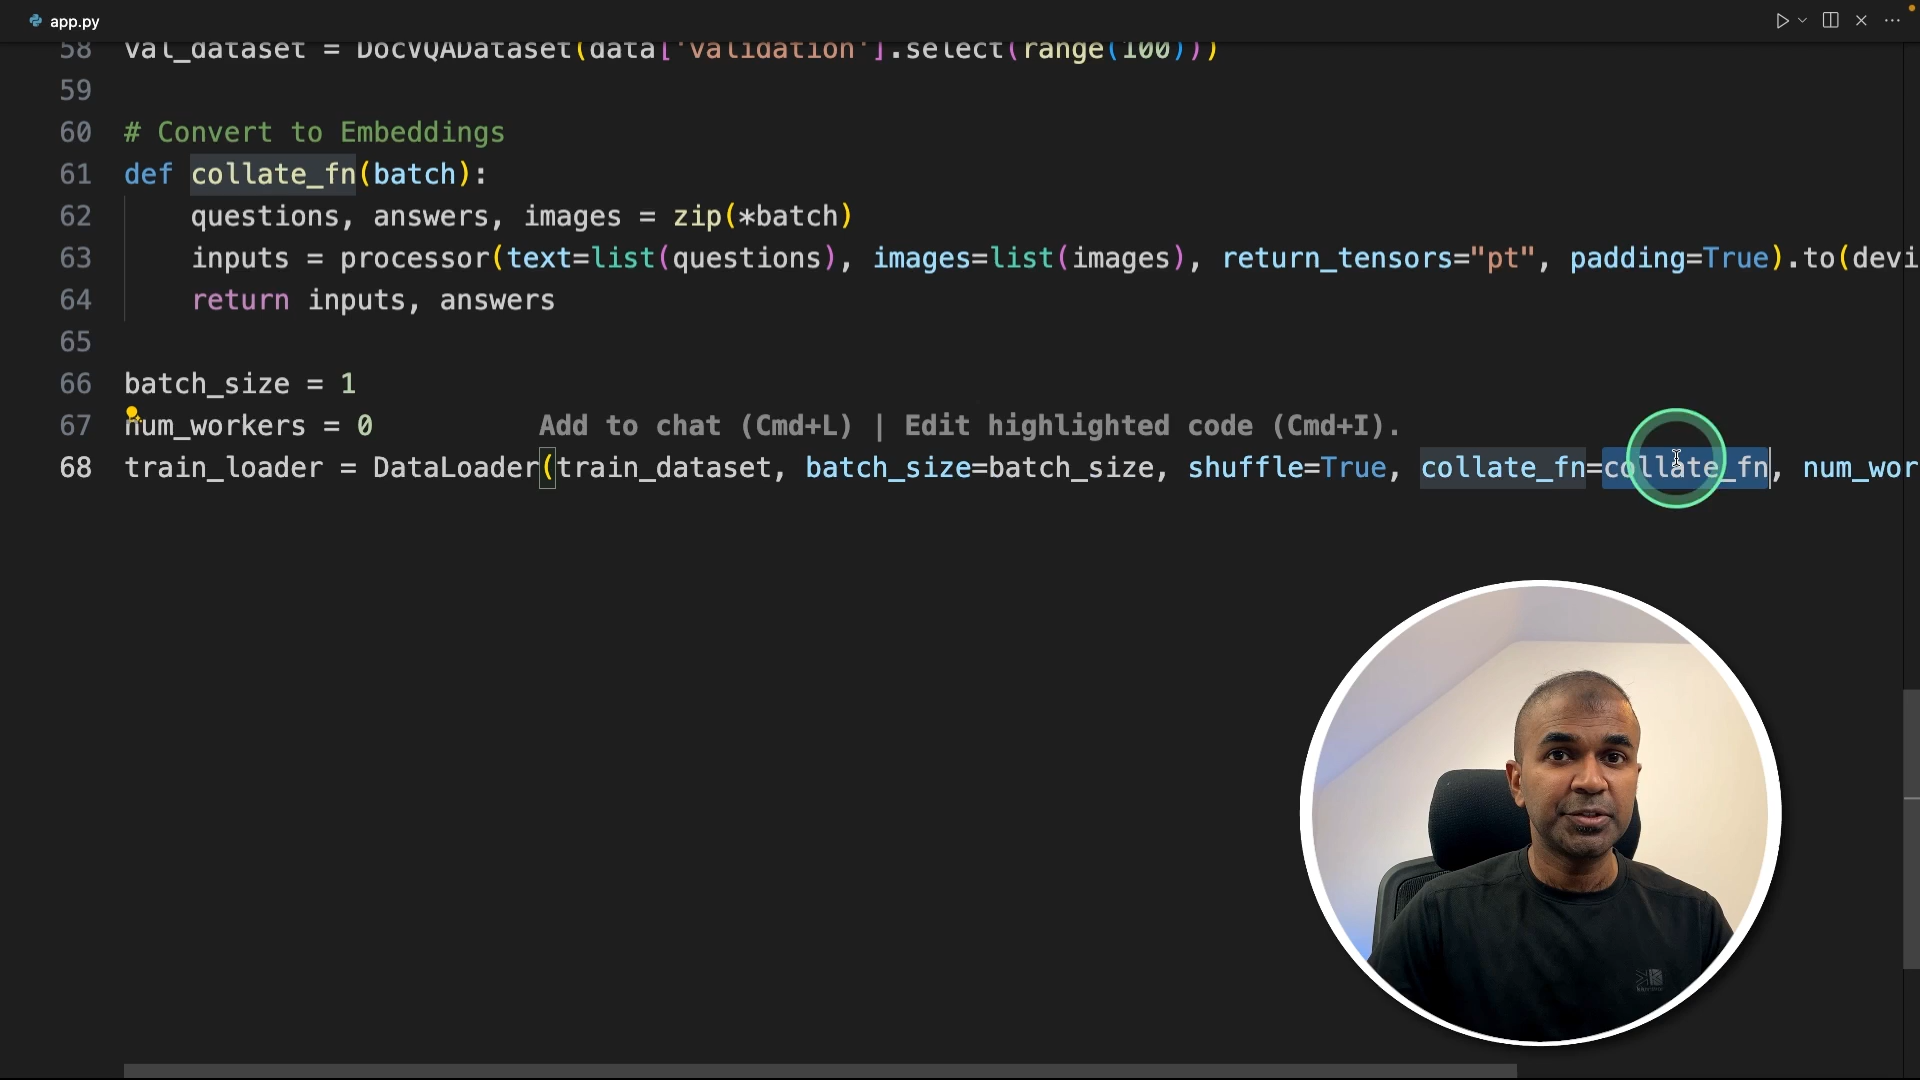 app.py
58 val_dataset = DocVQADataset(data['validation'].select(range(100)))
59
60 # Convert to Embeddings
61 def collate_fn(batch):
62 questions, answers, images = zip(*batch)
63 inputs = processor(text=list(questions), images=list(images), return_tensors="pt", padding=True).to(devi
64 return inputs, answers
65
66 batch_size = 1
67 num_workers = 0 Add to chat (Cmd+L) | Edit highlighted code (Cmd+I).
68 train_loader = DataLoader(train_dataset, batch_size=batch_size, shuffle=True, collate_fn=collate_fn, num_wor